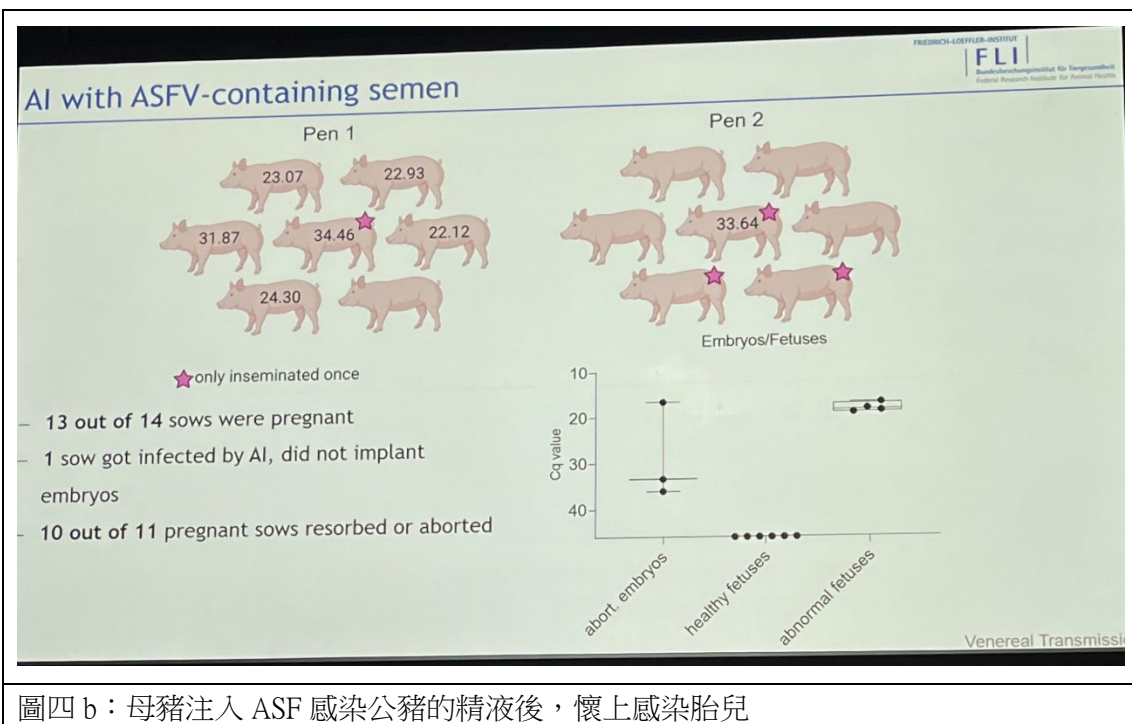 FRIEDRICH-LOEFFLER-INSTITUT
FLI
Bundesforschungsinstitut für Tiergesundheit
Federal Research Institute for Animal Health
AI with ASFV-containing semen
Pen 1
Pen 2
23.07
22.93
31.87
34.46
22.12
24.30
33.64
only inseminated once
– 13 out of 14 sows were pregnant
– 1 sow got infected by AI, did not implant
embryos
– 10 out of 11 pregnant sows resorbed or aborted
Embryos/Fetuses
Cq value
10
20
30
40
abort. embryos
healthy fetuses
abnormal fetuses
Venereal Transmissi
圖四 b：母豬注入 ASF 感染公豬的精液後，懷上感染胎兒